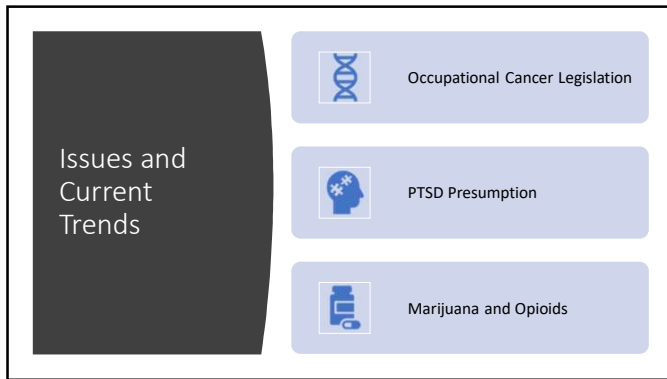 Issues and
Current
Trends
Occupational Cancer Legislation
PTSD Presumption
Marijuana and Opioids